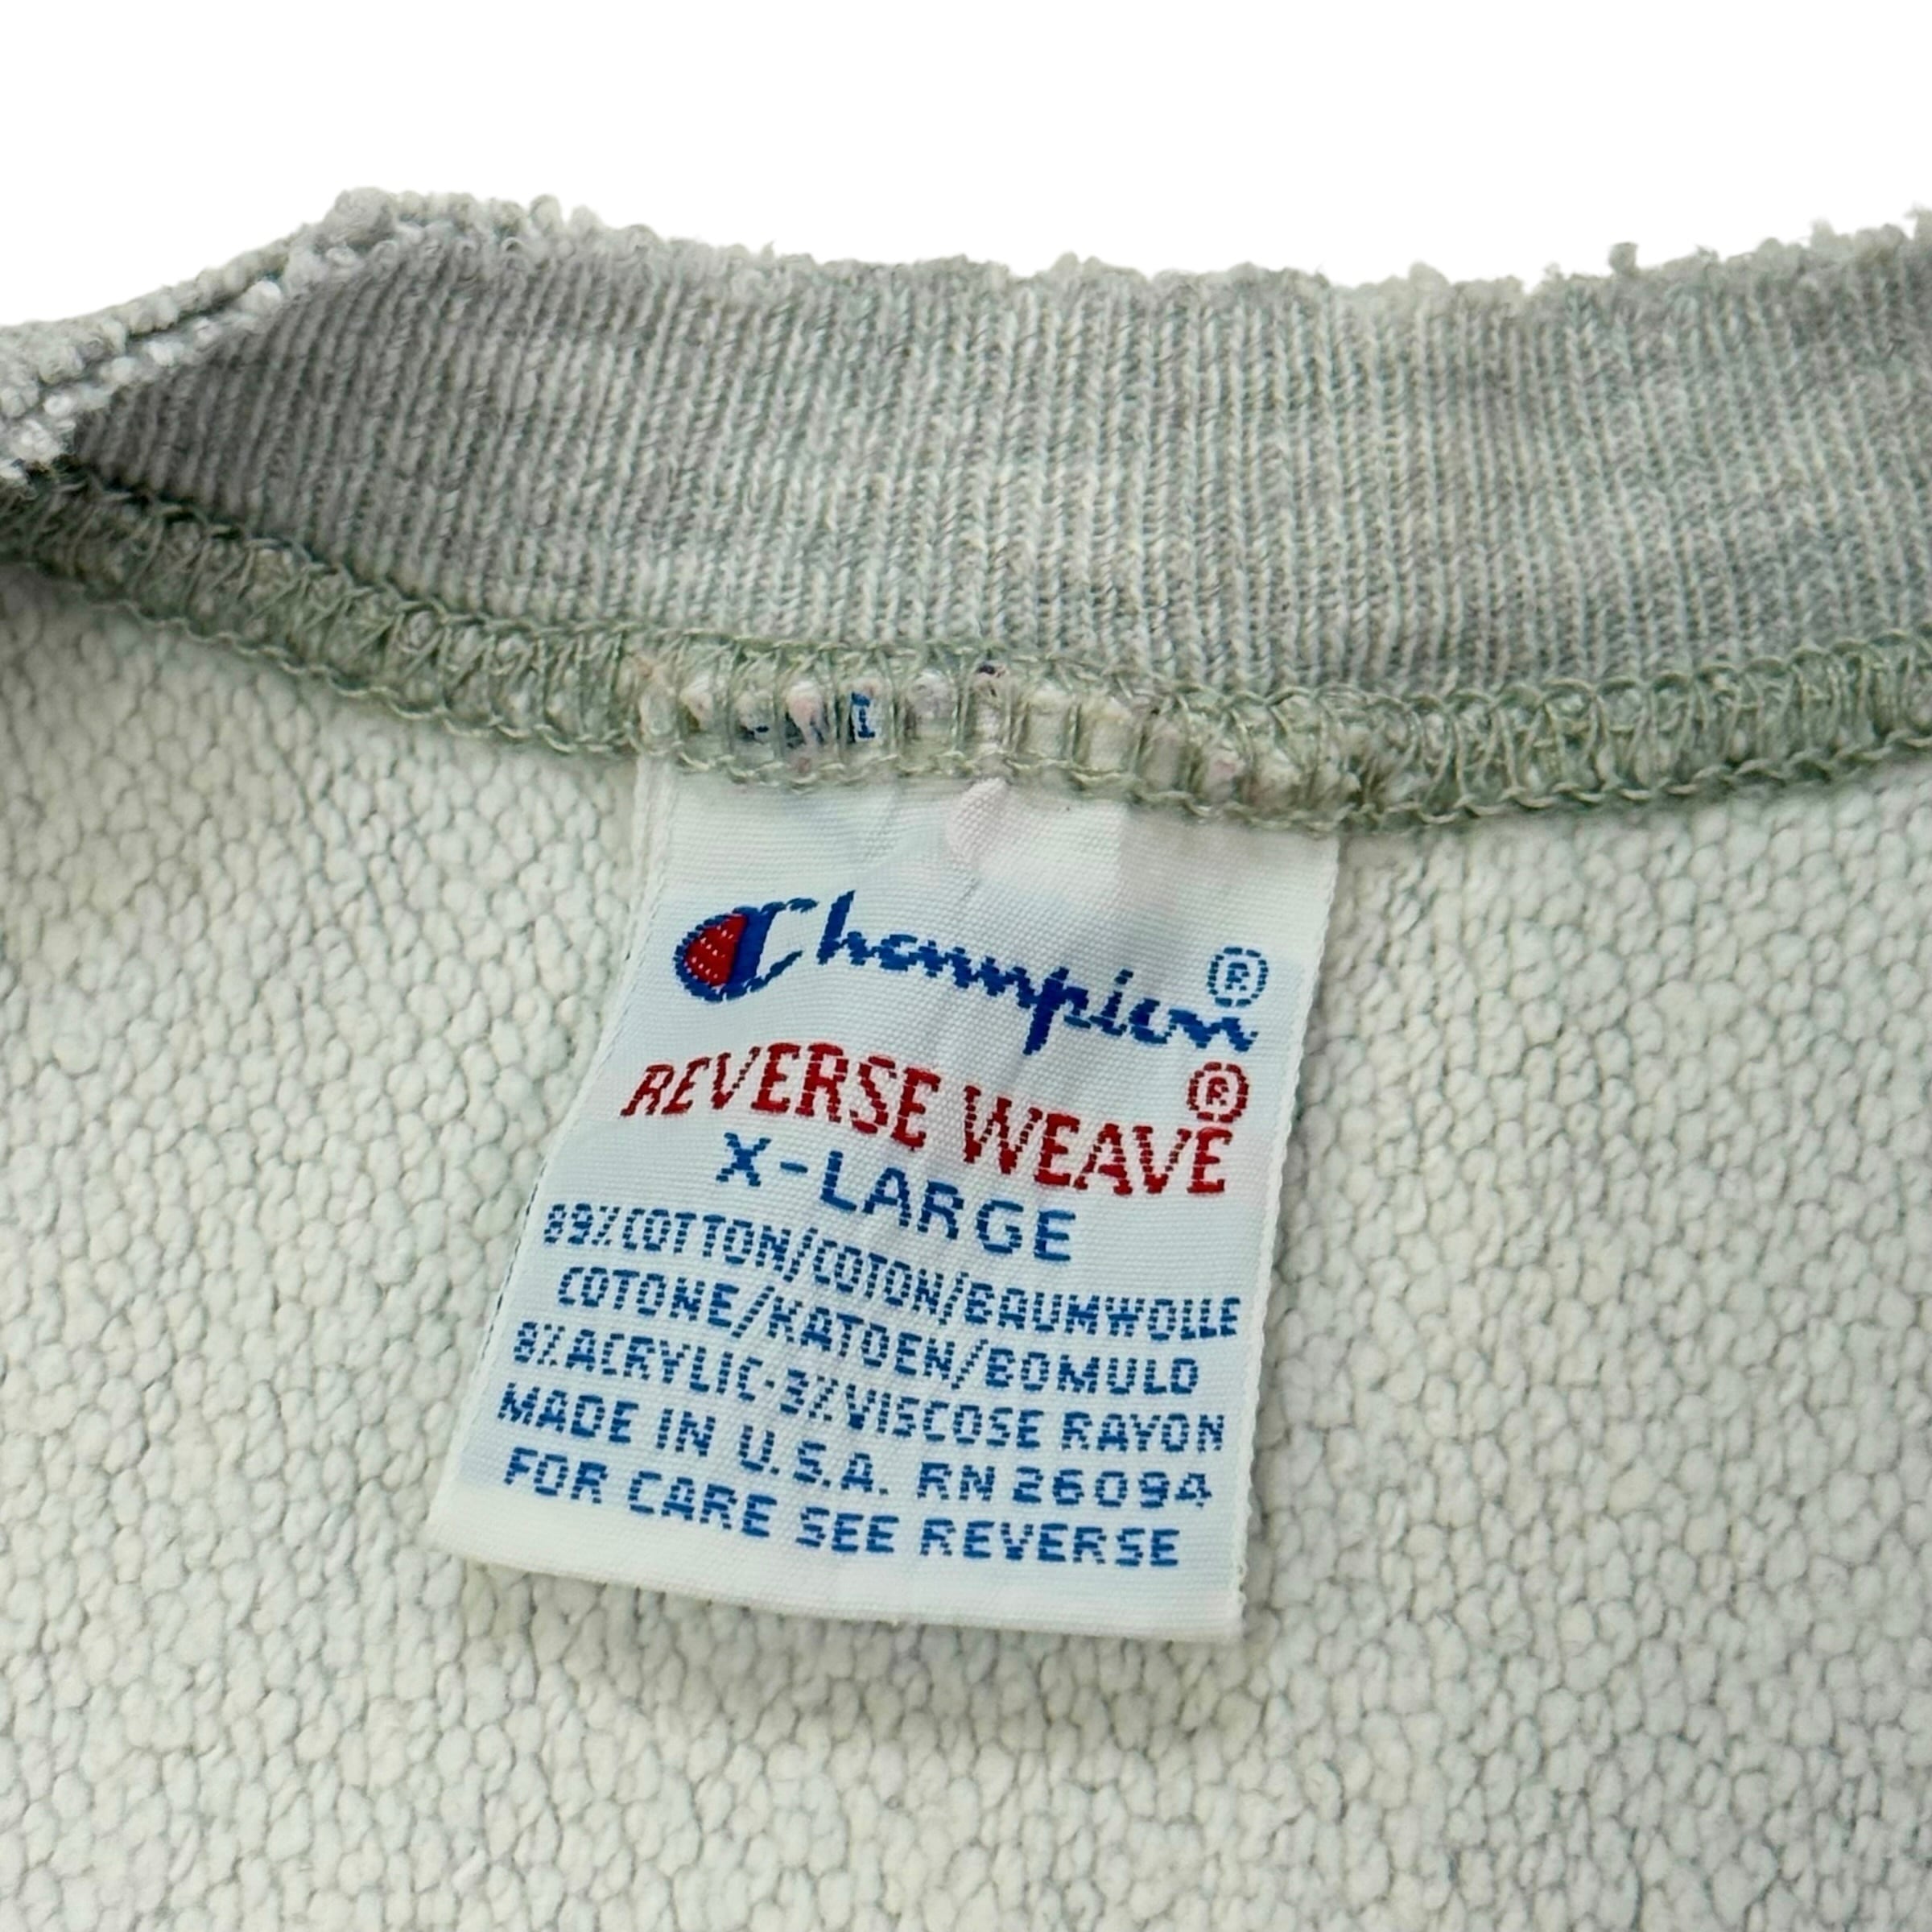 Champion®
REVERSE WEAVE®
X-LARGE
89%COTTON/COTON/BAUMWOLLE
COTONE/KATOEN/BOMULD
8%ACRYLIC-3%VISCOSE RAYON
MADE IN U.S.A. RN 26094
FOR CARE SEE REVERSE